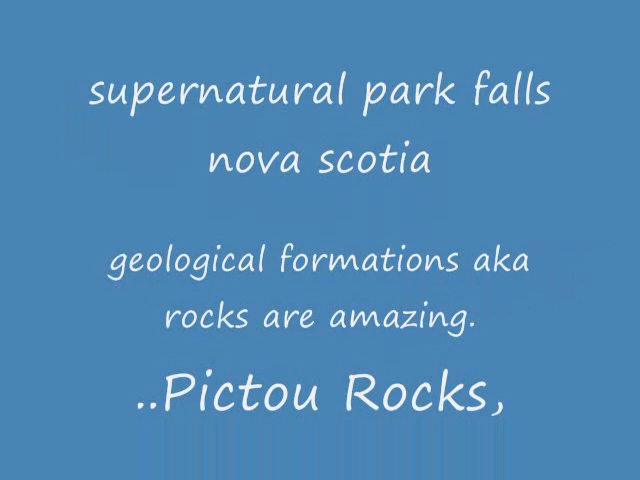 supernatural park falls
nova scotia
geological formations aka
rocks are amazing.
..Pictou Rocks,